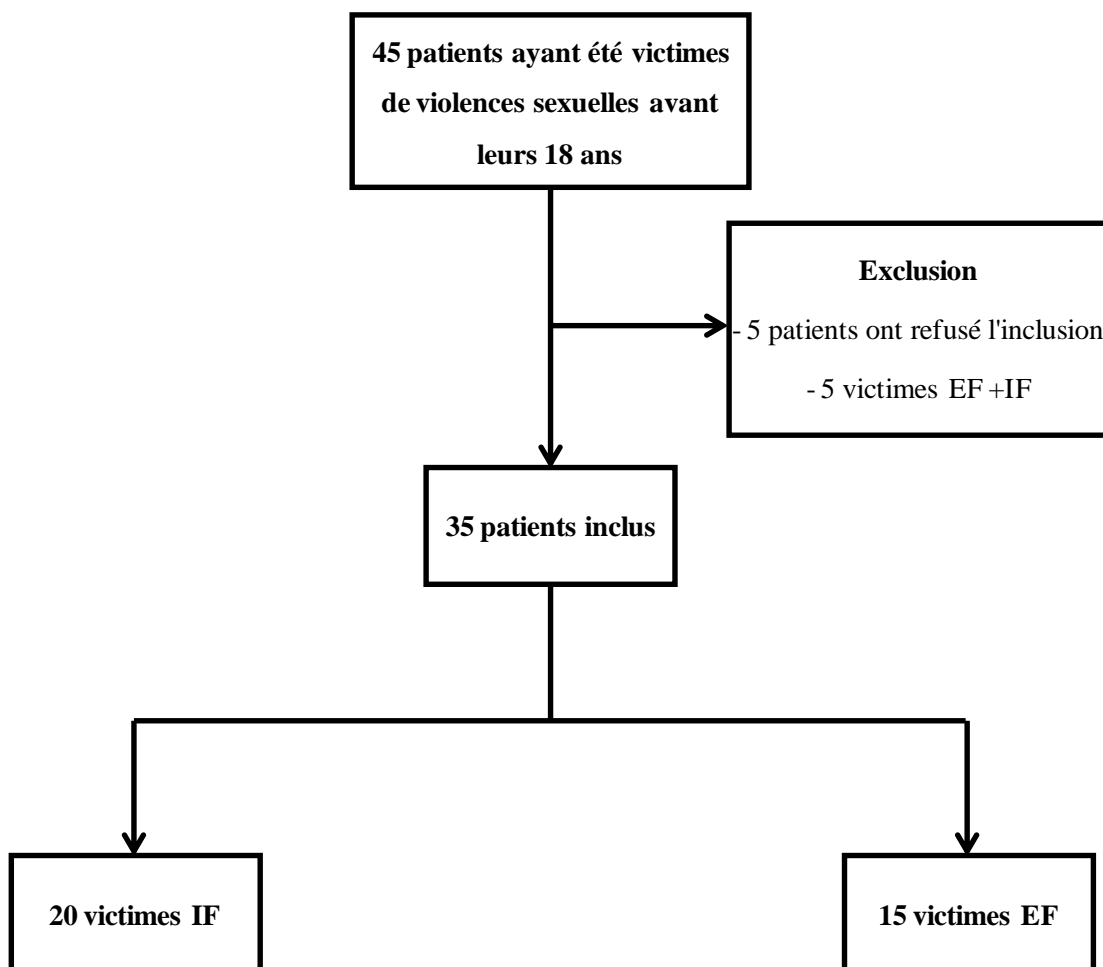 45 patients ayant été victimes
de violences sexuelles avant
leurs 18 ans
Exclusion
- 5 patients ont refusé l'inclusion
- 5 victimes EF +IF
35 patients inclus
20 victimes IF
15 victimes EF